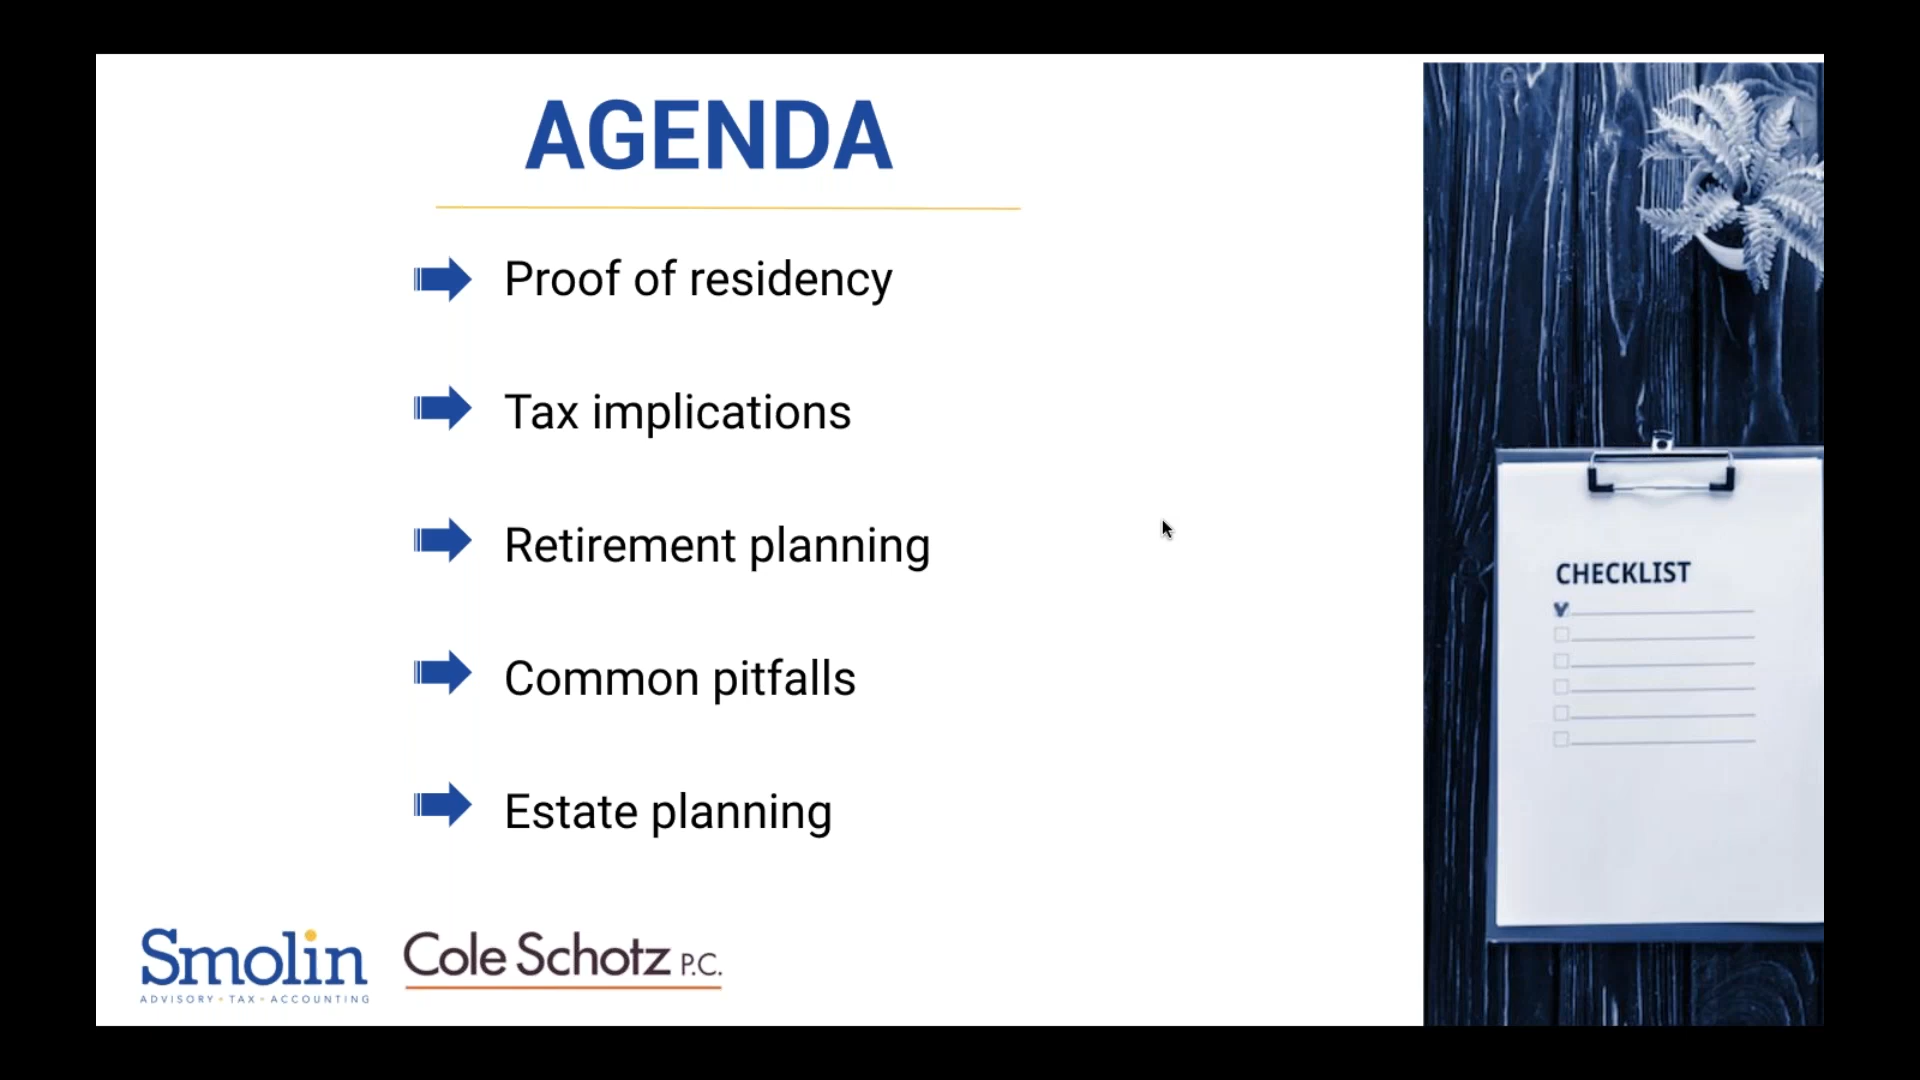 AGENDA
Proof of residency
Tax implications
Retirement planning
Common pitfalls
Estate planning
CHECKLIST
Smolin
ADVISORY • TAX • ACCOUNTING
Cole Schotz P.C.